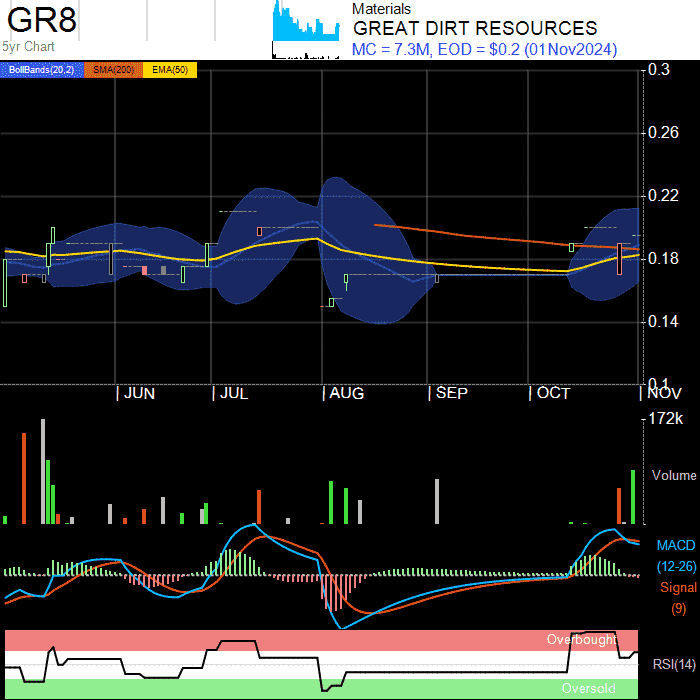 GR8
5yr Chart
Materials
GREAT DIRT RESOURCES
MC = 7.3M, EOD = $0.2 (01Nov2024)
BollBands(20,2) SMA(200) EMA(50)
0.3
0.26
0.22
0.18
0.14
0.1
JUN JUL AUG SEP OCT NOV
172k
Volume
MACD
(12-26)
Signal
(9)
Overbought
RSI(14)
Oversold